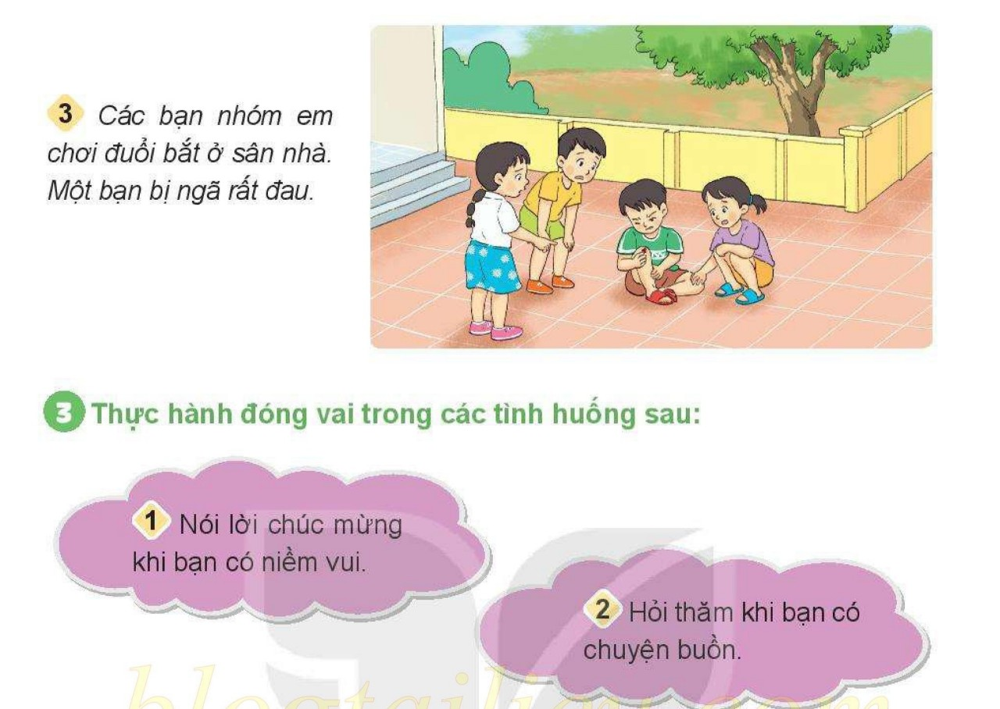 3 Các bạn nhóm em
chơi đuổi bắt ở sân nhà.
Một bạn bị ngã rất đau.
3 Thực hành đóng vai trong các tình huống sau:
1 Nói lời chúc mừng
khi bạn có niềm vui.
2 Hỏi thăm khi bạn có
chuyện buồn.